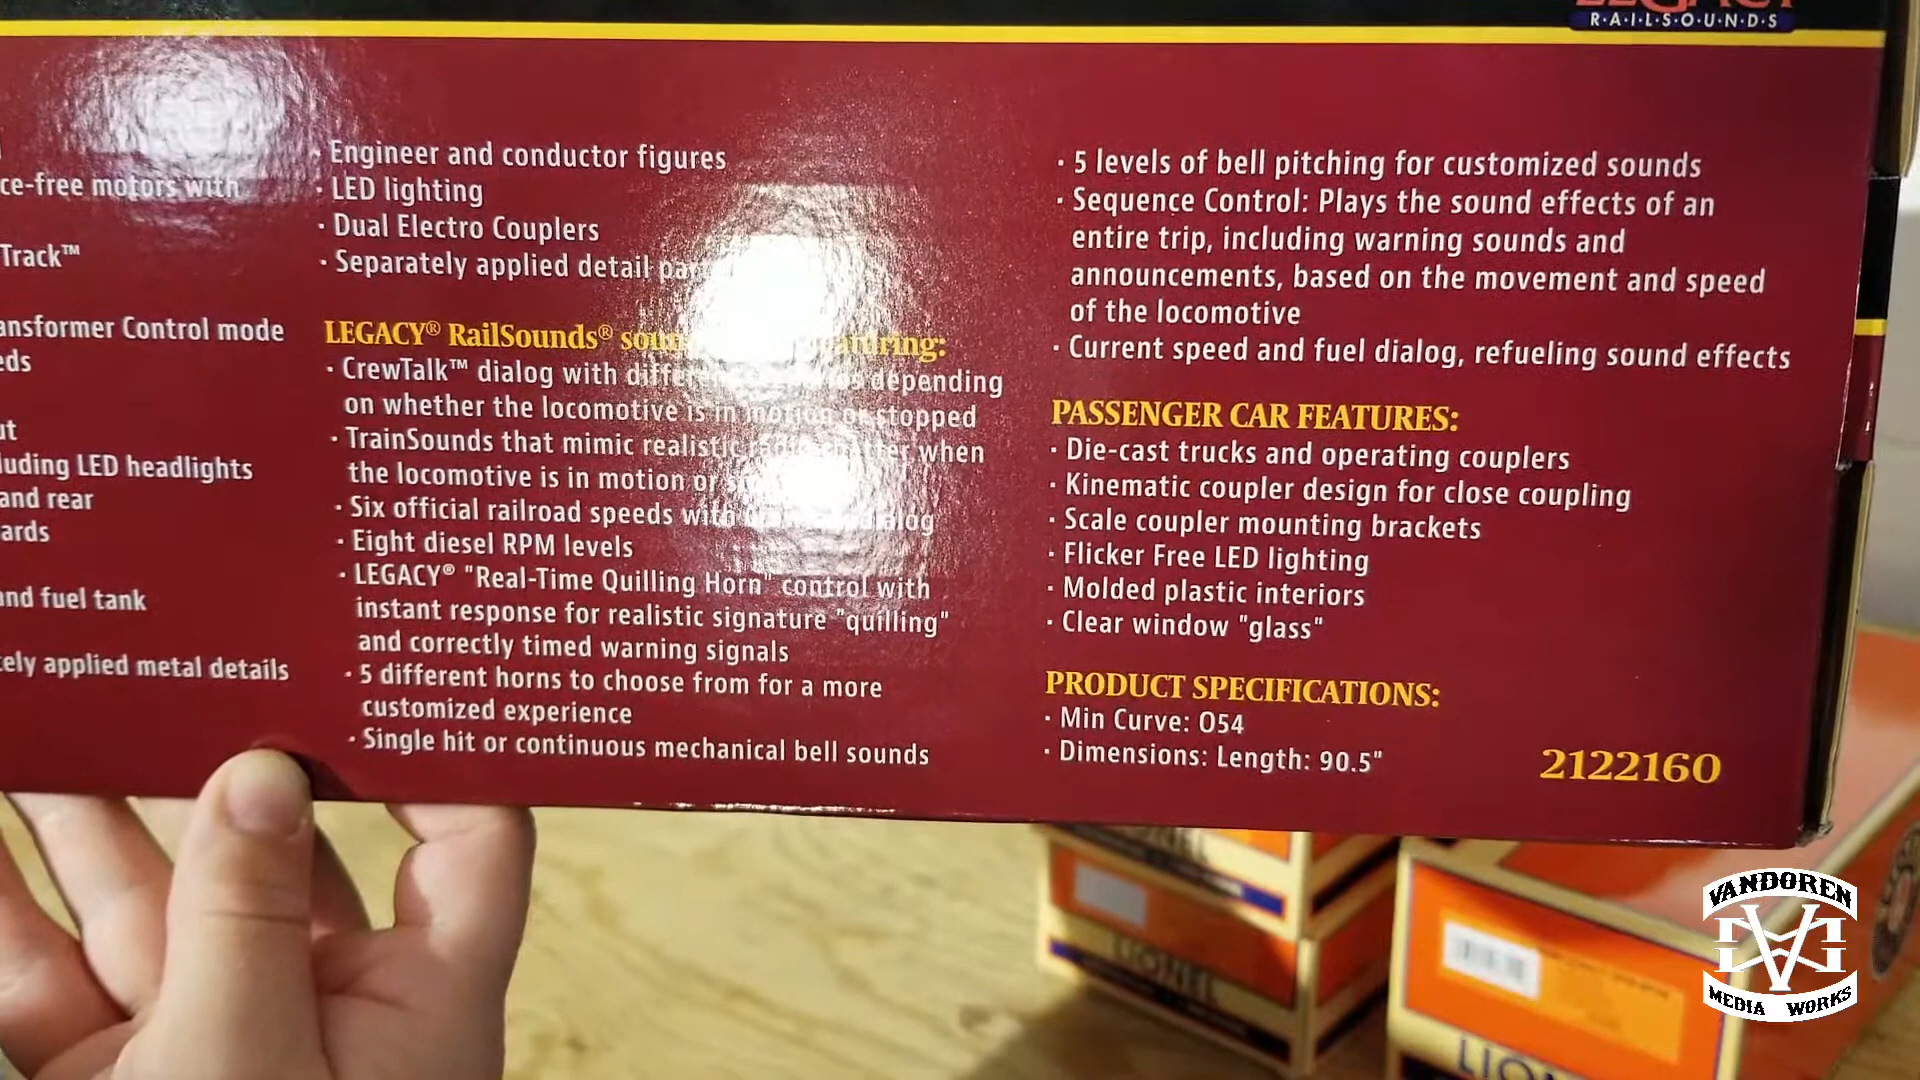 R·A·I·L·S·O·U·N·D·S
ce-free motors with
Track™
ansformer Control mode
eds
ut
luding LED headlights
and rear
ards
and fuel tank
ely applied metal details
· Engineer and conductor figures
· LED lighting
· Dual Electro Couplers
· Separately applied detail
LEGACY® RailSounds®
· CrewTalk™ dialog with depending
on whether the locomotive is in motion or stopped
· TrainSounds that mimic realistic when
the locomotive is in motion or
· Six official railroad speeds with
· Eight diesel RPM levels
· LEGACY® "Real-Time Quilling Horn" control with
instant response for realistic signature "quilling"
and correctly timed warning signals
· 5 different horns to choose from for a more
customized experience
· Single hit or continuous mechanical bell sounds
· 5 levels of bell pitching for customized sounds
· Sequence Control: Plays the sound effects of an
entire trip, including warning sounds and
announcements, based on the movement and speed
of the locomotive
· Current speed and fuel dialog, refueling sound effects
PASSENGER CAR FEATURES:
· Die-cast trucks and operating couplers
· Kinematic coupler design for close coupling
· Scale coupler mounting brackets
· Flicker Free LED lighting
· Molded plastic interiors
· Clear window "glass"
PRODUCT SPECIFICATIONS:
· Min Curve: O54
· Dimensions: Length: 90.5"
2122160
LIONEL
VANDOREN
VM
MEDIA WORKS